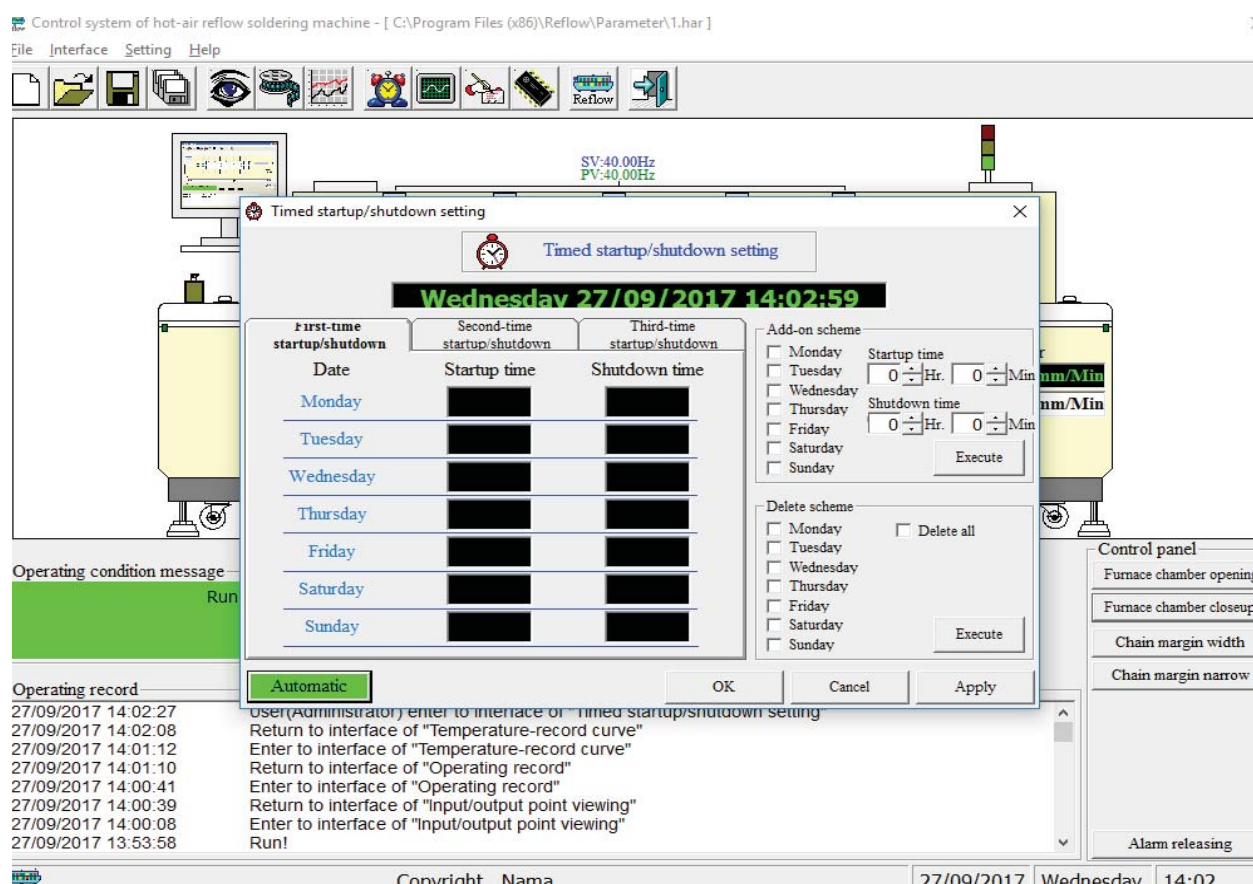 Control system of hot-air reflow soldering machine - [ C:\Program Files (x86)\Reflow\Parameter\1.har ]
File Interface Setting Help
Reflow
SV:40.00Hz
PV:40.00Hz
Timed startup/shutdown setting
Timed startup/shutdown setting
Wednesday 27/09/2017 14:02:59
First-time startup/shutdown
Second-time startup/shutdown
Third-time startup/shutdown
Date Startup time Shutdown time
Monday
Tuesday
Wednesday
Thursday
Friday
Saturday
Sunday
Add-on scheme
Monday
Tuesday
Wednesday
Thursday
Friday
Saturday
Sunday
Startup time
0 Hr. 0 Min
Shutdown time
0 Hr. 0 Min
Execute
mm/Min
mm/Min
Delete scheme
Monday
Tuesday
Wednesday
Thursday
Friday
Saturday
Sunday
Delete all
Execute
Automatic OK Cancel Apply
Operating condition message
Run
Control panel
Furnace chamber opening
Furnace chamber closeup
Chain margin width
Chain margin narrow
Alarm releasing
Operating record
27/09/2017 14:02:27 User(Administrator) enter to interface of "Timed startup/shutdown setting"
27/09/2017 14:02:08 Return to interface of "Temperature-record curve"
27/09/2017 14:01:12 Enter to interface of "Temperature-record curve"
27/09/2017 14:01:10 Return to interface of "Operating record"
27/09/2017 14:00:41 Enter to interface of "Operating record"
27/09/2017 14:00:39 Return to interface of "Input/output point viewing"
27/09/2017 14:00:08 Enter to interface of "Input/output point viewing"
27/09/2017 13:53:58 Run!
Copyright Nama 27/09/2017 Wednesday 14:02